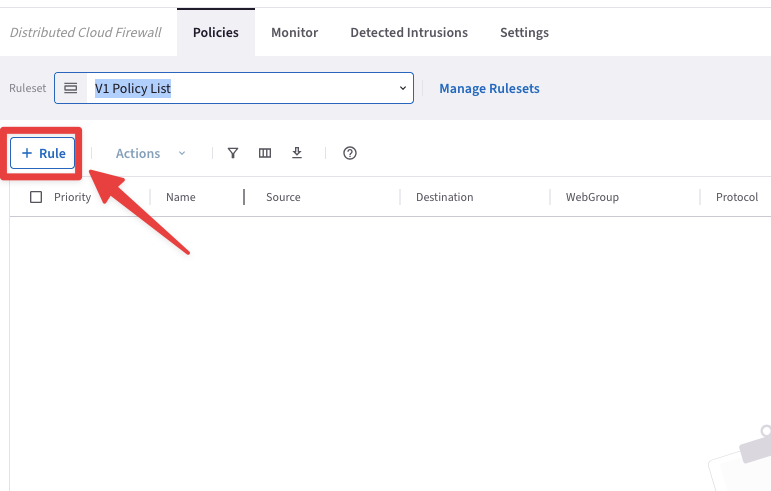 Distributed Cloud Firewall Policies Monitor Detected Intrusions Settings
Ruleset V1 Policy List Manage Rulesets
+ Rule Actions
Priority Name Source Destination WebGroup Protocol